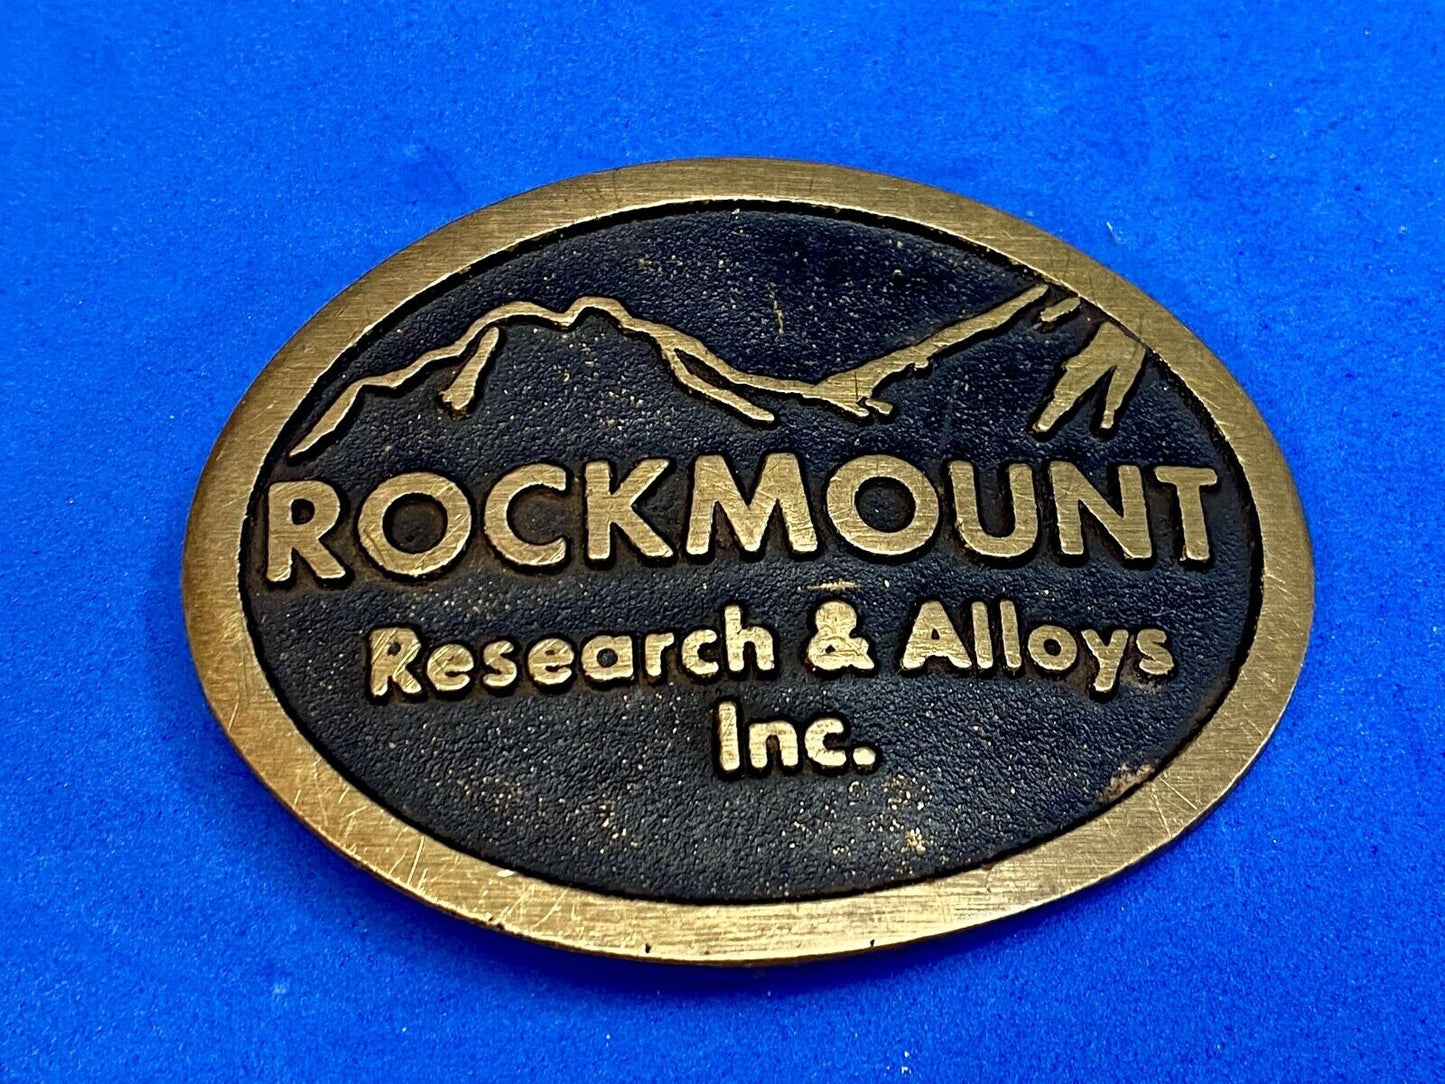 ROCKMOUNT
Research & Alloys
Inc.